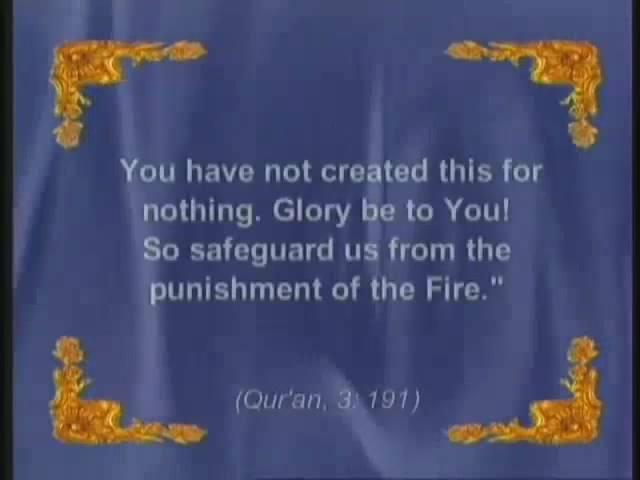 You have not created this for
nothing. Glory be to You!
So safeguard us from the
punishment of the Fire."
(Qur'an, 3: 191)